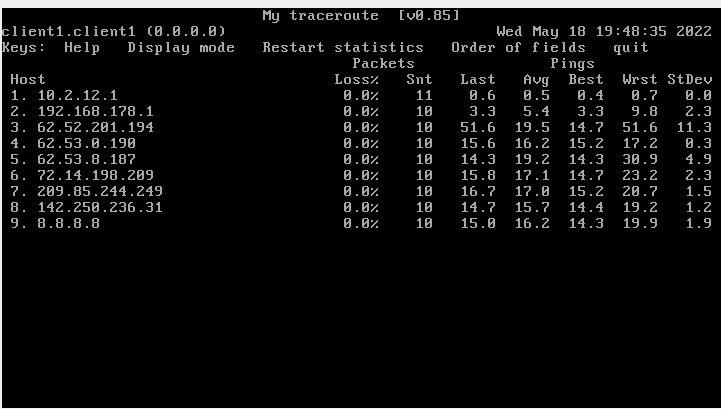 My traceroute [v0.85]
client1.client1 (0.0.0.0) Wed May 18 19:48:35 2022
Keys: Help Display mode Restart statistics Order of fields quit
Packets Pings
Host Loss% Snt Last Avg Best Wrst StDev
1. 10.2.12.1 0.0% 11 0.6 0.5 0.4 0.7 0.0
2. 192.168.178.1 0.0% 10 3.3 5.4 3.3 9.8 2.3
3. 62.52.201.194 0.0% 10 51.6 19.5 14.7 51.6 11.3
4. 62.53.0.190 0.0% 10 15.6 16.2 15.2 17.2 0.3
5. 62.53.8.187 0.0% 10 14.3 19.2 14.3 30.9 4.9
6. 72.14.198.209 0.0% 10 15.8 17.1 14.7 23.2 2.3
7. 209.85.244.249 0.0% 10 16.7 17.0 15.2 20.7 1.5
8. 142.250.236.31 0.0% 10 14.7 15.7 14.4 19.2 1.2
9. 8.8.8.8 0.0% 10 15.0 16.2 14.3 19.9 1.9